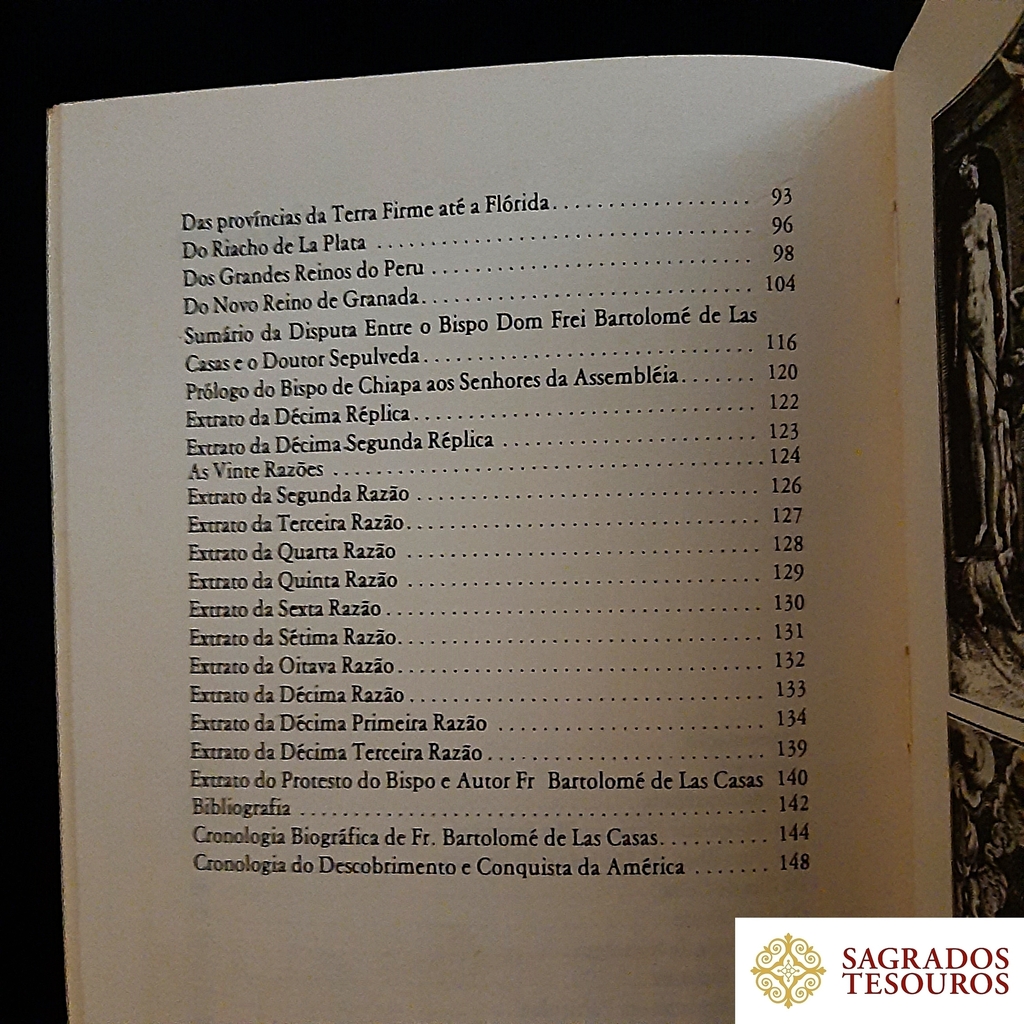 Das províncias da Terra Firme até a Flórida.................. 93
Do Riacho de La Plata .................................. 96
Dos Grandes Reinos do Peru ............................. 98
Do Novo Reino de Granada.............................. 104
Sumário da Disputa Entre o Bispo Dom Frei Bartolomé de Las
Casas e o Doutor Sepulveda.............................. 116
Prólogo do Bispo de Chiapa aos Senhores da Assembléia....... 120
Extrato da Décima Réplica............................... 122
Extrato da Décima Segunda Réplica ....................... 123
As Vinte Razões ....................................... 124
Extrato da Segunda Razão ............................... 126
Extrato da Terceira Razão................................ 127
Extrato da Quarta Razão ................................ 128
Extrato da Quinta Razão ................................ 129
Extrato da Sexta Razão.................................. 130
Extrato da Sétima Razão................................. 131
Extrato da Oitava Razão................................. 132
Extrato da Décima Razão ................................ 133
Extrato da Décima Primeira Razão ........................ 134
Extrato da Décima Terceira Razão......................... 139
Extrato do Protesto do Bispo e Autor Fr Bartolomé de Las Casas 140
Bibliografia .......................................... 142
Cronologia Biográfica de Fr. Bartolomé de Las Casas.......... 144
Cronologia do Descobrimento e Conquista da América ....... 148
SAGRADOS
TESOUROS